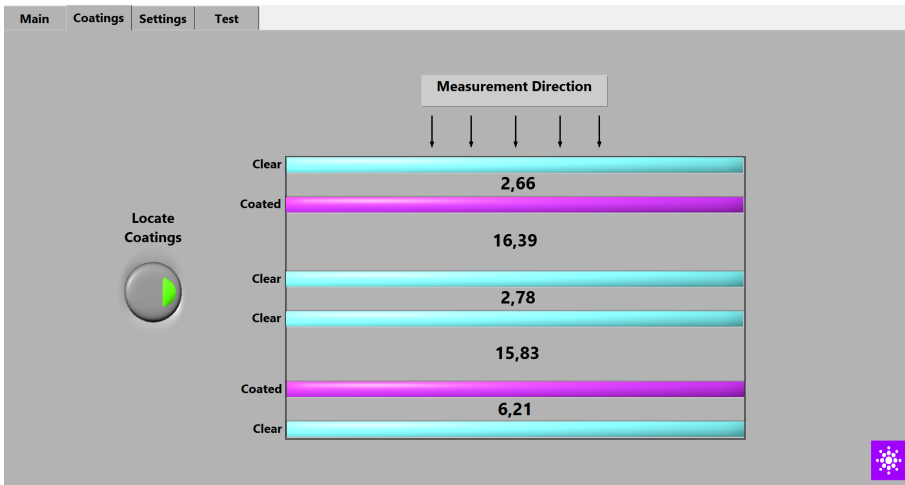 Main Coatings Settings Test
Measurement Direction
Clear
2,66
Coated
Locate
Coatings
16,39
Clear
2,78
Clear
15,83
Coated
6,21
Clear